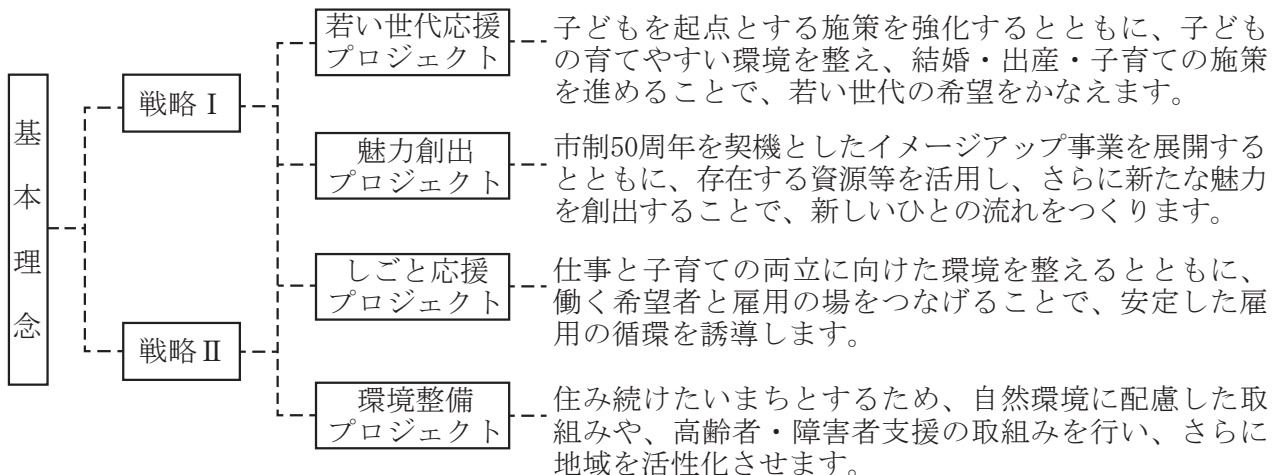 基本理念
戦略Ⅰ
戦略Ⅱ
若い世代応援
プロジェクト
子どもを起点とする施策を強化するとともに、子ども
の育てやすい環境を整え、結婚・出産・子育ての施策
を進めることで、若い世代の希望をかなえます。
魅力創出
プロジェクト
市制50周年を契機としたイメージアップ事業を展開する
とともに、存在する資源等を活用し、さらに新たな魅力
を創出することで、新しいひとの流れをつくります。
しごと応援
プロジェクト
仕事と子育ての両立に向けた環境を整えるとともに、
働く希望者と雇用の場をつなげることで、安定した雇
用の循環を誘導します。
環境整備
プロジェクト
住み続けたいまちとするため、自然環境に配慮した取
組みや、高齢者・障害者支援の取組みを行い、さらに
地域を活性化させます。